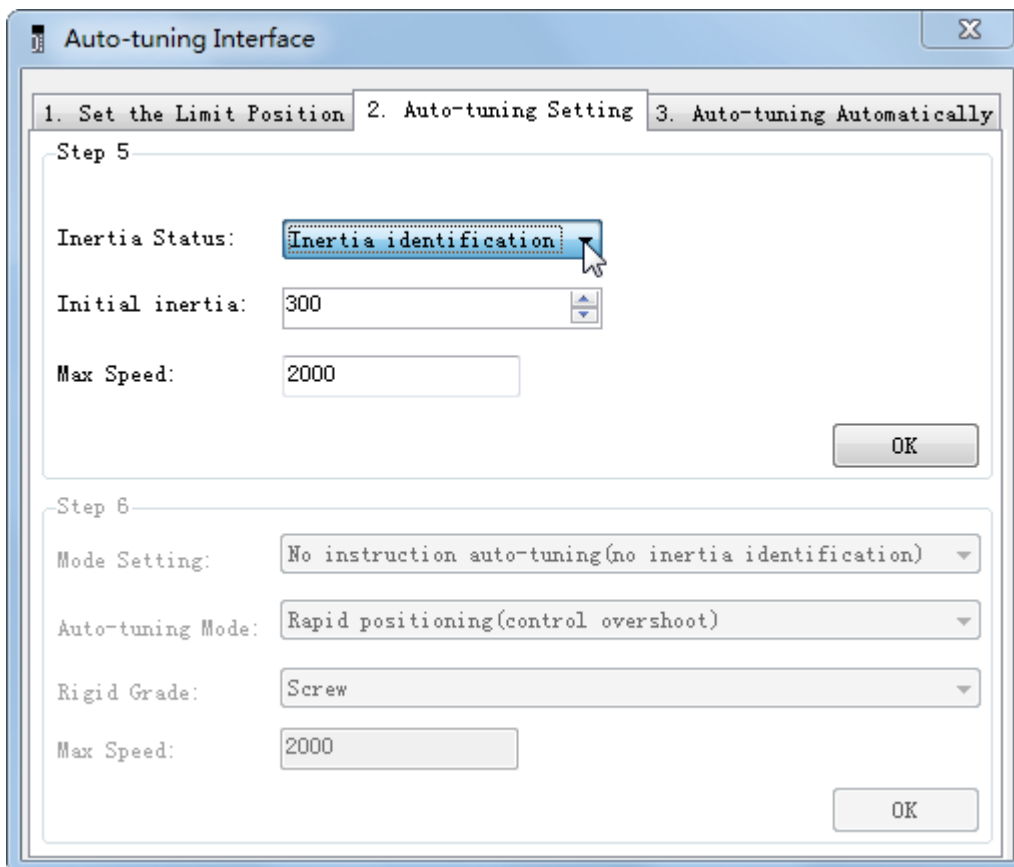 Auto-tuning Interface
1. Set the Limit Position 2. Auto-tuning Setting 3. Auto-tuning Automatically
Step 5
Inertia Status: Inertia identification
Initial inertia: 300
Max Speed: 2000
OK
Step 6
Mode Setting: No instruction auto-tuning(no inertia identification)
Auto-tuning Mode: Rapid positioning(control overshoot)
Rigid Grade: Screw
Max Speed: 2000
OK